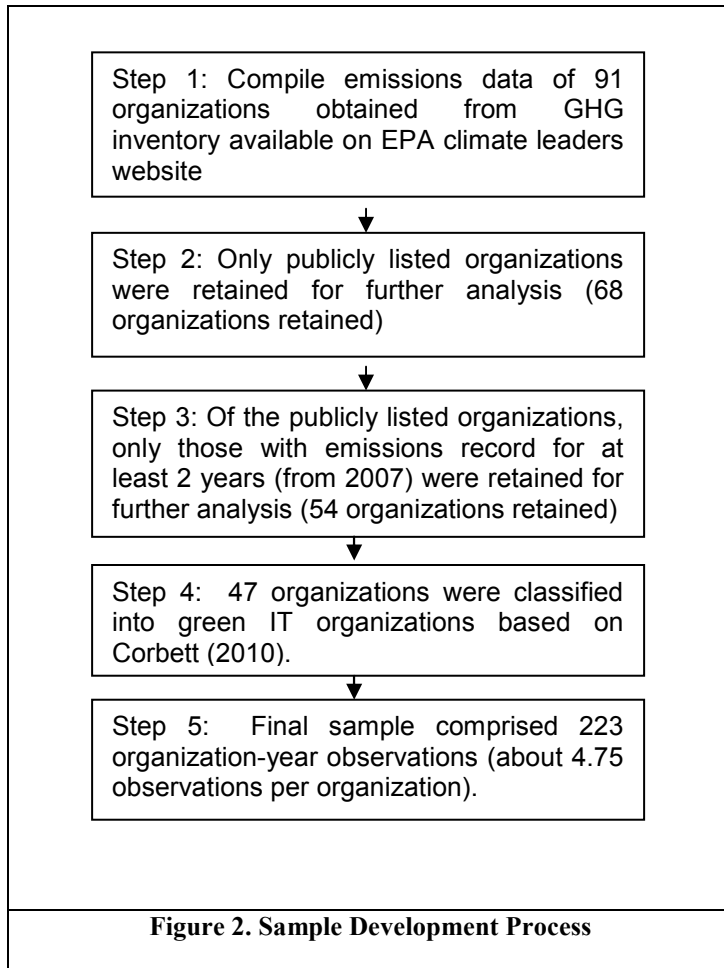 Step 1: Compile emissions data of 91
organizations obtained from GHG
inventory available on EPA climate leaders
website
Step 2: Only publicly listed organizations
were retained for further analysis (68
organizations retained)
Step 3: Of the publicly listed organizations,
only those with emissions record for at
least 2 years (from 2007) were retained for
further analysis (54 organizations retained)
Step 4: 47 organizations were classified
into green IT organizations based on
Corbett (2010).
Step 5: Final sample comprised 223
organization-year observations (about 4.75
observations per organization).
Figure 2. Sample Development Process